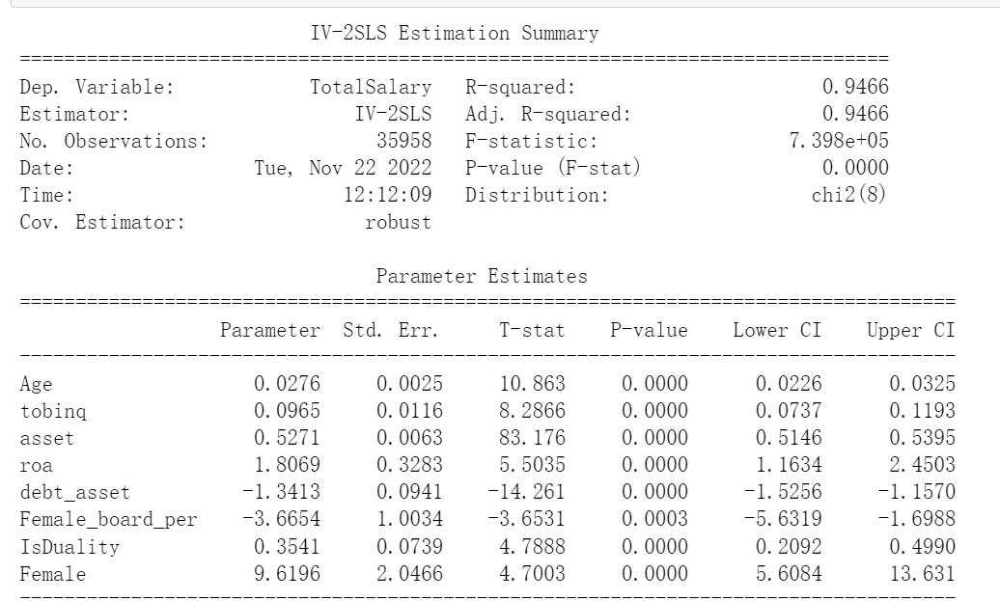 IV-2SLS Estimation Summary
==============================================================================
Dep. Variable: TotalSalary R-squared: 0.9466
Estimator: IV-2SLS Adj. R-squared: 0.9466
No. Observations: 35958 F-statistic: 7.398e+05
Date: Tue, Nov 22 2022 P-value (F-stat) 0.0000
Time: 12:12:09 Distribution: chi2(8)
Cov. Estimator: robust
Parameter Estimates
====================================================================================
Parameter Std. Err. T-stat P-value Lower CI Upper CI
------------------------------------------------------------------------------------
Age 0.0276 0.0025 10.863 0.0000 0.0226 0.0325
tobinq 0.0965 0.0116 8.2866 0.0000 0.0737 0.1193
asset 0.5271 0.0063 83.176 0.0000 0.5146 0.5395
roa 1.8069 0.3283 5.5035 0.0000 1.1634 2.4503
debt_asset -1.3413 0.0941 -14.261 0.0000 -1.5256 -1.1570
Female_board_per -3.6654 1.0034 -3.6531 0.0003 -5.6319 -1.6988
IsDuality 0.3541 0.0739 4.7888 0.0000 0.2092 0.4990
Female 9.6196 2.0466 4.7003 0.0000 5.6084 13.631
------------------------------------------------------------------------------------